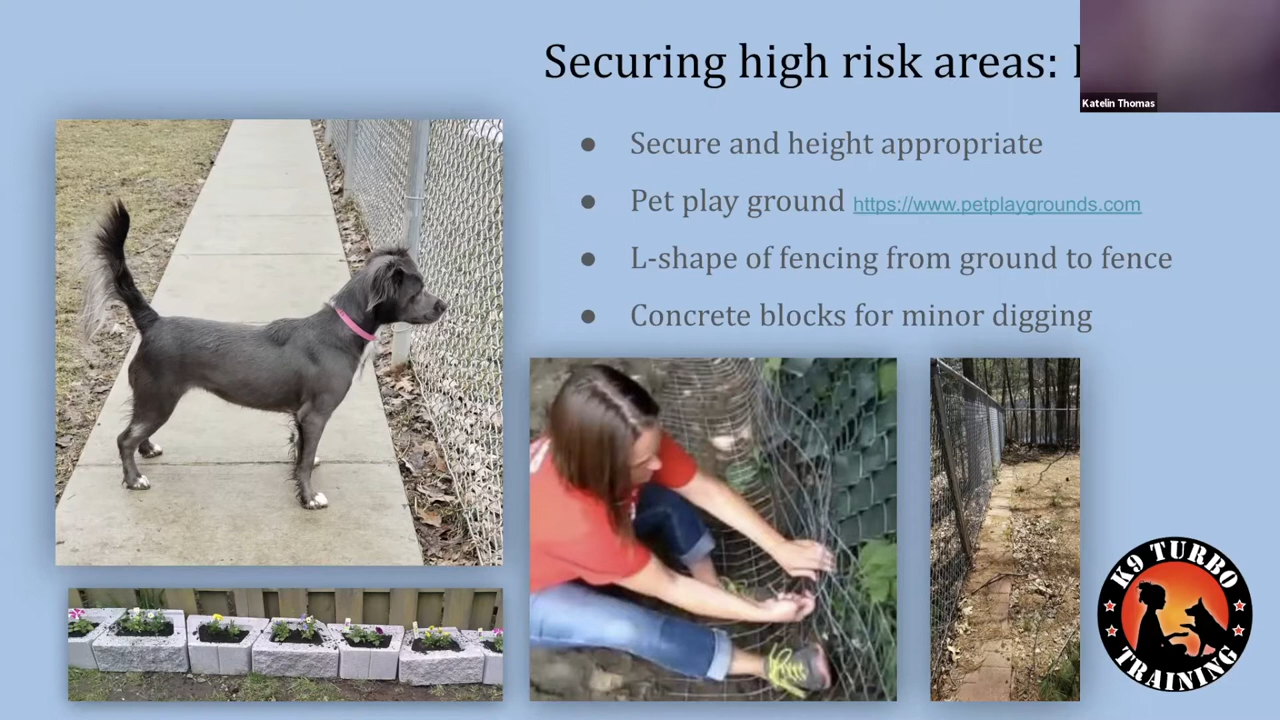 Securing high risk areas:
Katelin Thomas
● Secure and height appropriate
● Pet play ground https://www.petplaygrounds.com
● L-shape of fencing from ground to fence
● Concrete blocks for minor digging
K9 TURBO
TRAINING